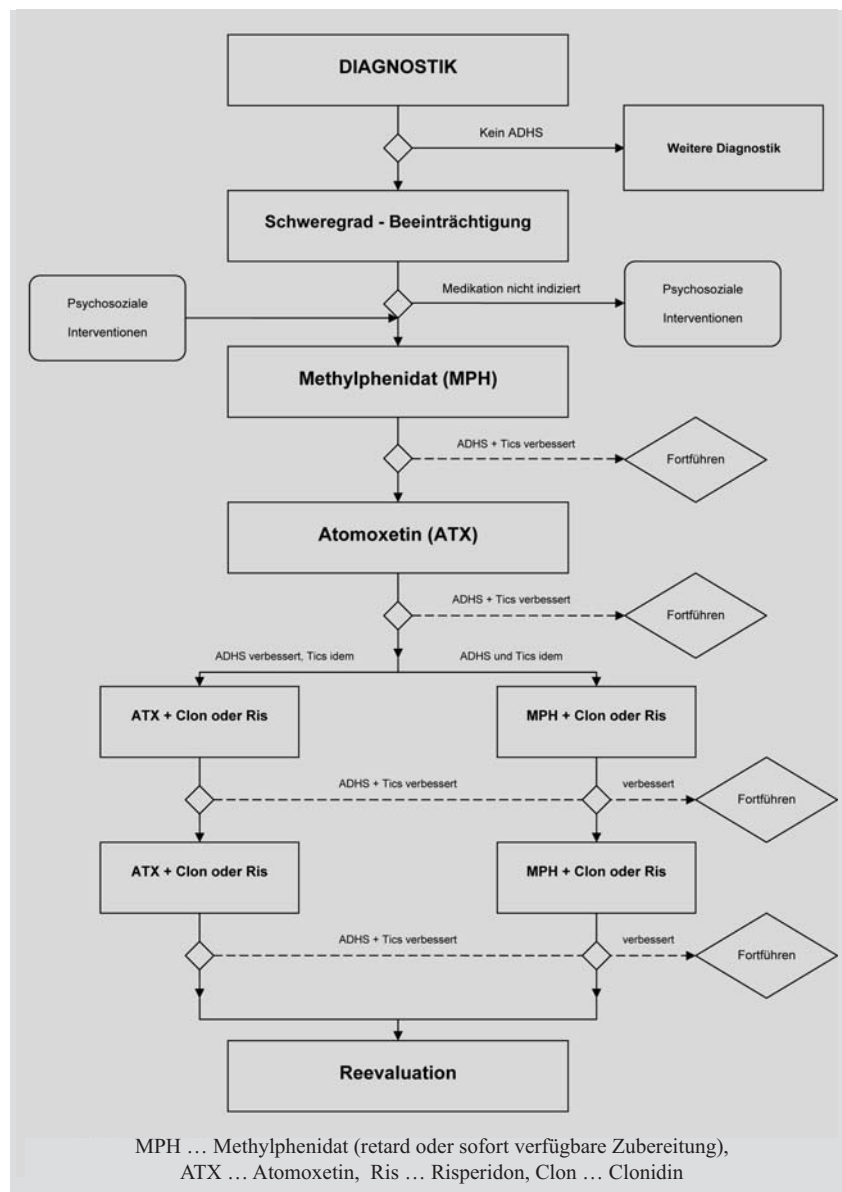 DIAGNOSTIK
Kein ADHS
Weitere Diagnostik
Schweregrad - Beeinträchtigung
Psychosoziale
Interventionen
Medikation nicht indiziert
Psychosoziale
Interventionen
Methylphenidat (MPH)
ADHS + Tics verbessert
Fortführen
Atomoxetin (ATX)
ADHS + Tics verbessert
Fortführen
ADHS verbessert, Tics idem
ADHS und Tics idem
ATX + Clon oder Ris
MPH + Clon oder Ris
ADHS + Tics verbessert
verbessert
Fortführen
ATX + Clon oder Ris
MPH + Clon oder Ris
ADHS + Tics verbessert
verbessert
Fortführen
Reevaluation
MPH … Methylphenidat (retard oder sofort verfügbare Zubereitung),
ATX … Atomoxetin, Ris … Risperidon, Clon … Clonidin